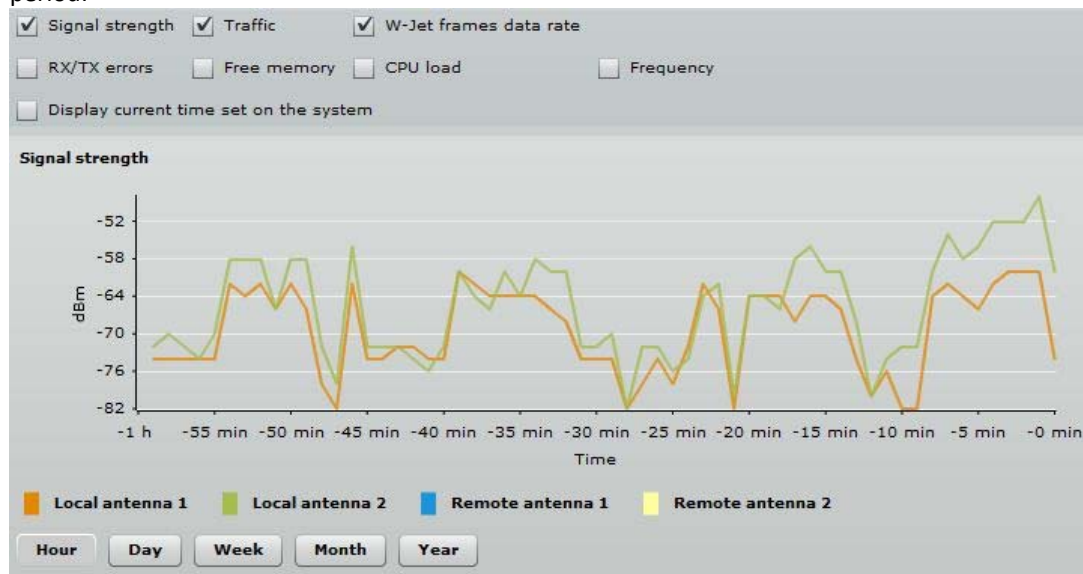 period.
Signal strength Traffic W-Jet frames data rate
RX/TX errors Free memory CPU load Frequency
Display current time set on the system
Signal strength
-52
-58
-64
-70
-76
-82
dBm
-1 h -55 min -50 min -45 min -40 min -35 min -30 min -25 min -20 min -15 min -10 min -5 min -0 min
Time
Local antenna 1 Local antenna 2 Remote antenna 1 Remote antenna 2
Hour Day Week Month Year